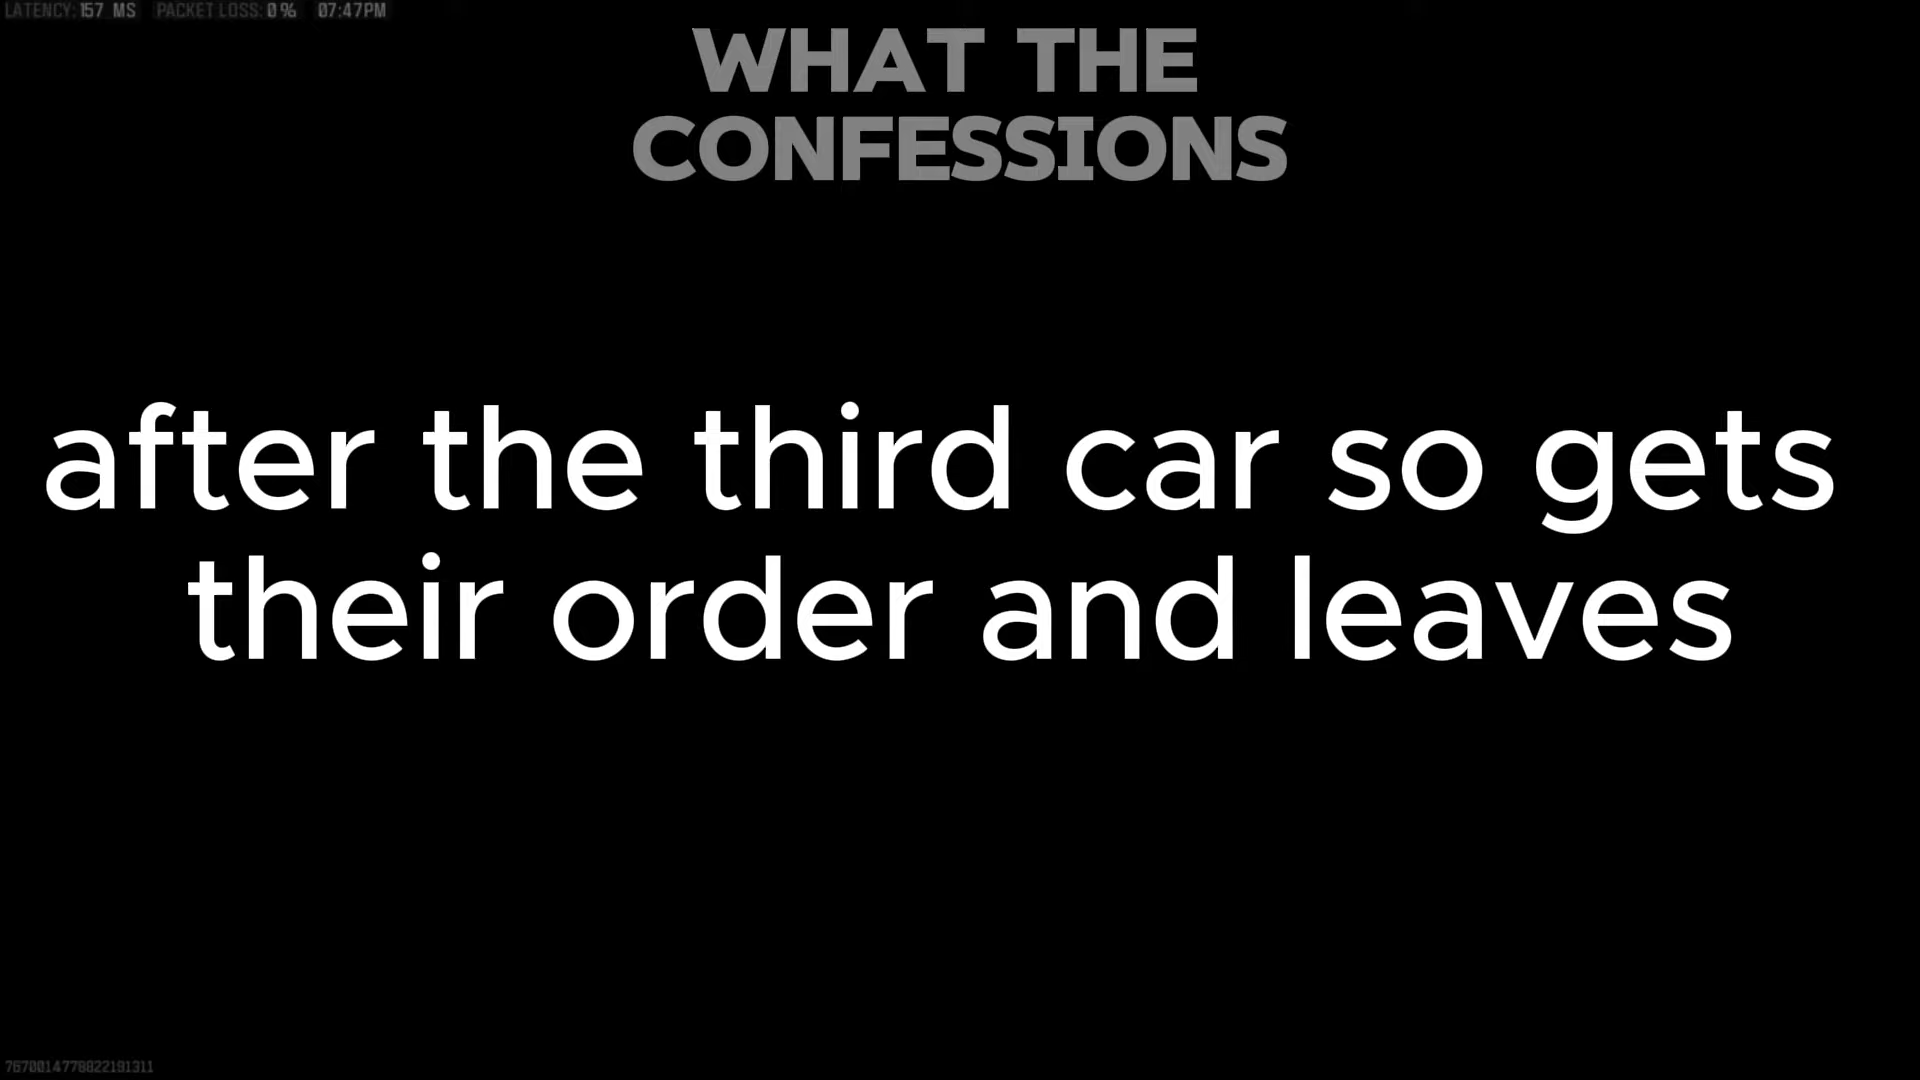 LATENCY: 157 MS PACKET LOSS: 0% 07:47PM
WHAT THE
CONFESSIONS
after the third car so gets
their order and leaves